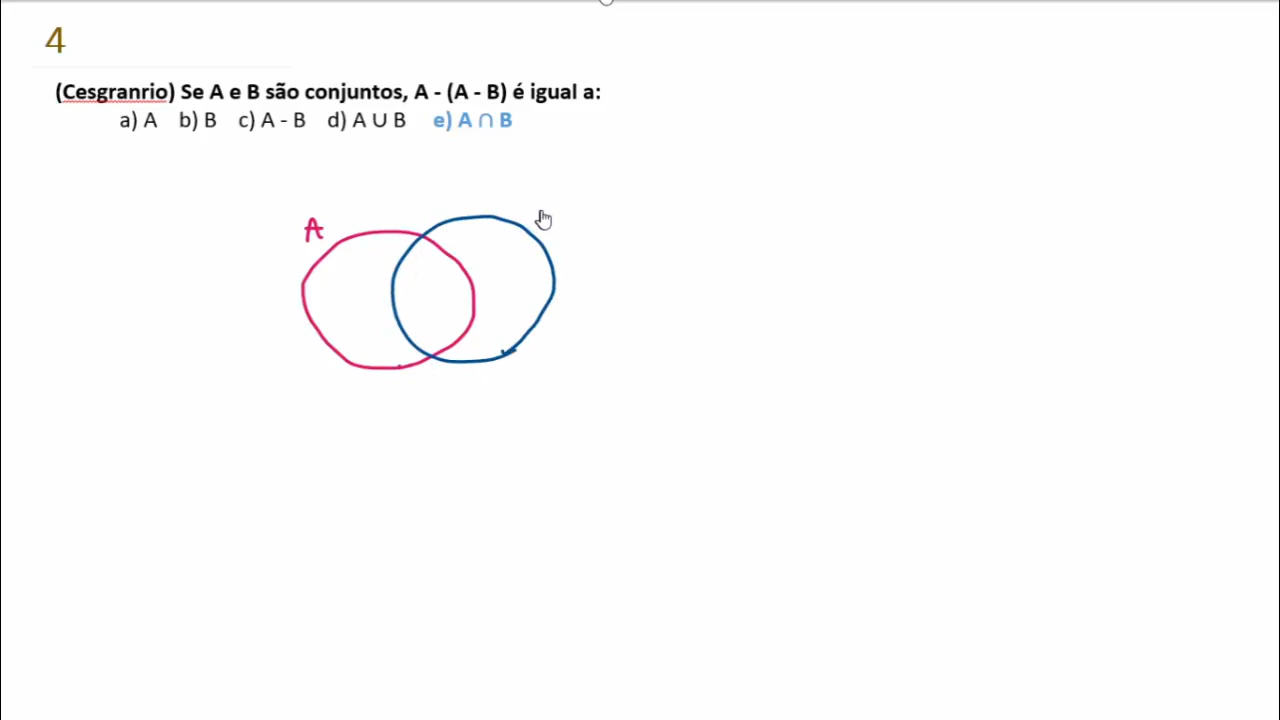 4
(Cesgranrio) Se A e B são conjuntos, A - (A - B) é igual a:
a) A b) B c) A - B d) A ∪ B e) A ∩ B
A